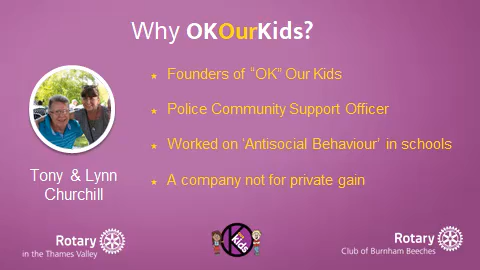 Why OKOurKids?
Founders of “OK” Our Kids
Police Community Support Officer
Worked on ‘Antisocial Behaviour’ in schools
A company not for private gain
Tony & Lynn
Churchill
Rotary
in the Thames Valley
OK
kids
Rotary
Club of Burnham Beeches